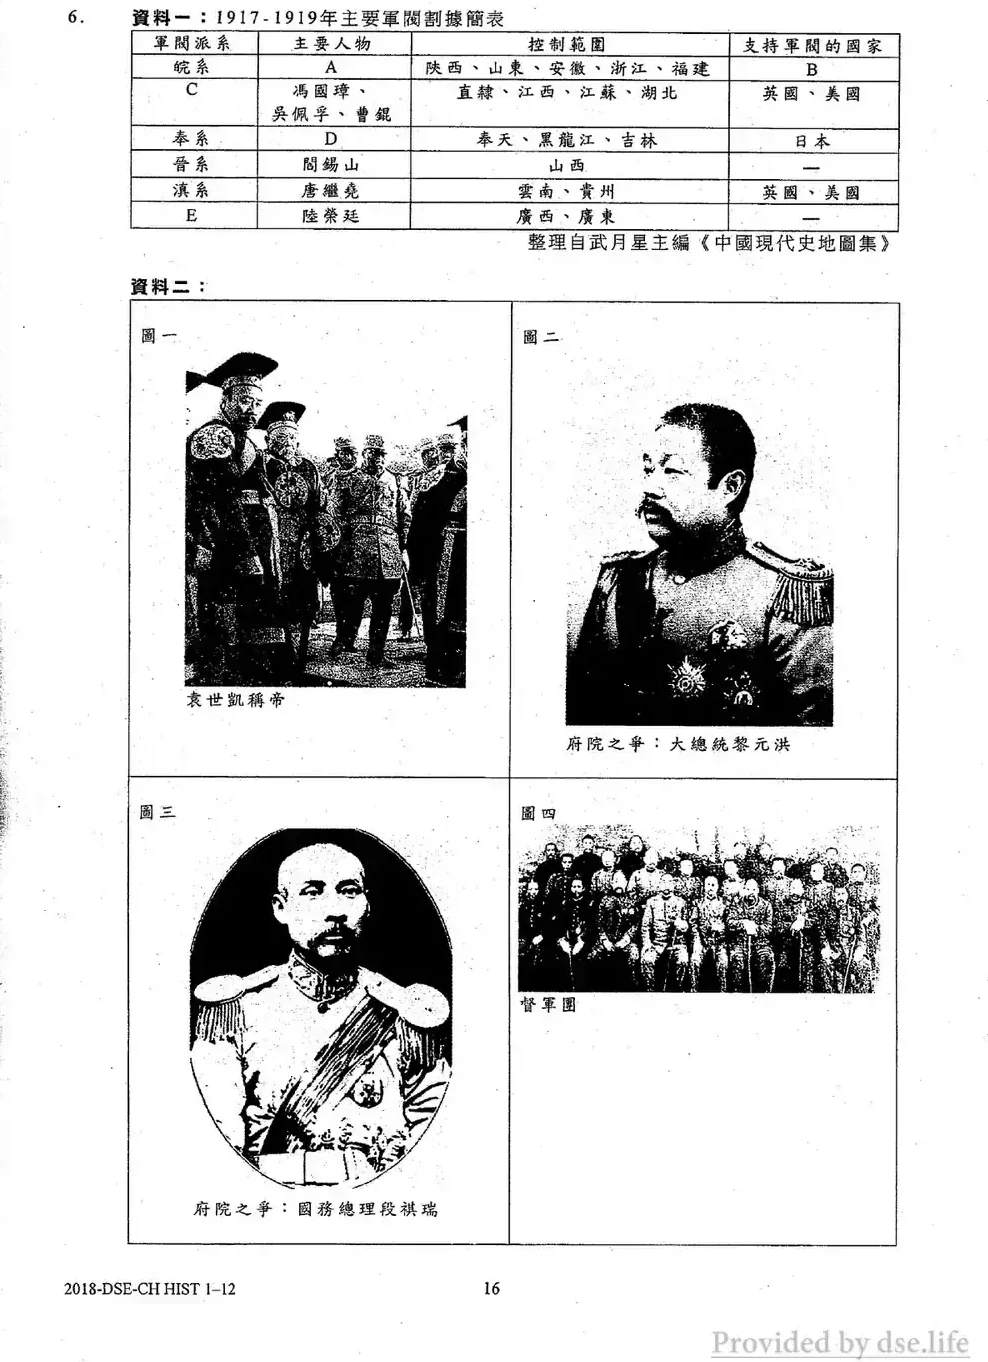 6. 資料一：1917-1919年主要軍閥割據簡表
軍閥派系 主要人物 控制範圍 支持軍閥的國家
皖系 A 陝西、山東、安徽、浙江、福建 B
C 馮國璋、吳佩孚、曹錕 直隸、江西、江蘇、湖北 英國、美國
奉系 D 奉天、黑龍江、吉林 日本
晉系 閻錫山 山西 —
滇系 唐繼堯 雲南、貴州 英國、美國
E 陸榮廷 廣西、廣東 —
整理自武月星主編《中國現代史地圖集》
資料二：
圖一
袁世凱稱帝
圖二
府院之爭：大總統黎元洪
圖三
府院之爭：國務總理段祺瑞
圖四
督軍團
2018-DSE-CH HIST 1–12 16
Provided by dse.life